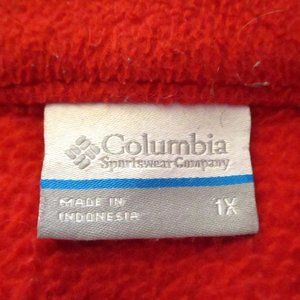 Columbia
Sportswear Company
MADE IN
INDONESIA
1X